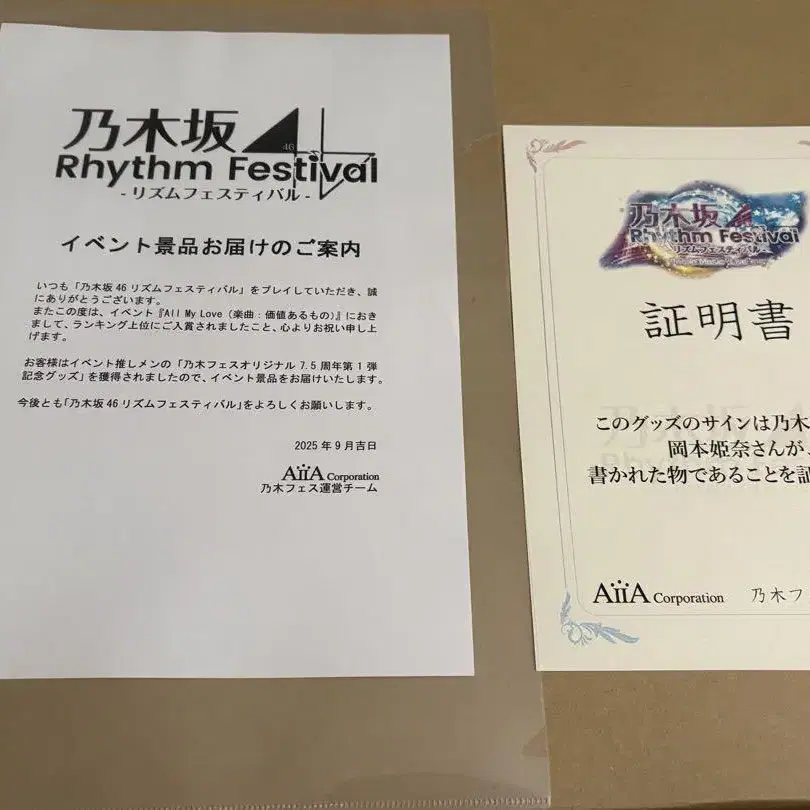 乃木坂46
Rhythm Festival
- リズムフェスティバル -
イベント景品お届けのご案内
いつも「乃木坂 46 リズムフェスティバル」をプレイしていただき、誠
にありがとうございます。
またこの度は、イベント『All My Love（楽曲：価値あるもの）』におき
まして、ランキング上位にご入賞されましたこと、心よりお祝い申し上
げます。
お客様はイベント推しメンの「乃木フェスオリジナル 7.5 周年第 1 弾
記念グッズ」を獲得されましたので、イベント景品をお届けいたします。
今後とも「乃木坂 46 リズムフェスティバル」をよろしくお願いします。
2025 年 9 月吉日
AiiA Corporation
乃木フェス運営チーム
乃木坂
Rhythm Festival
- リズムフェスティバル -
証明書
このグッズのサインは乃木
岡本姫奈さんが、
書かれた物であることを証
AiiA Corporation 乃木フ